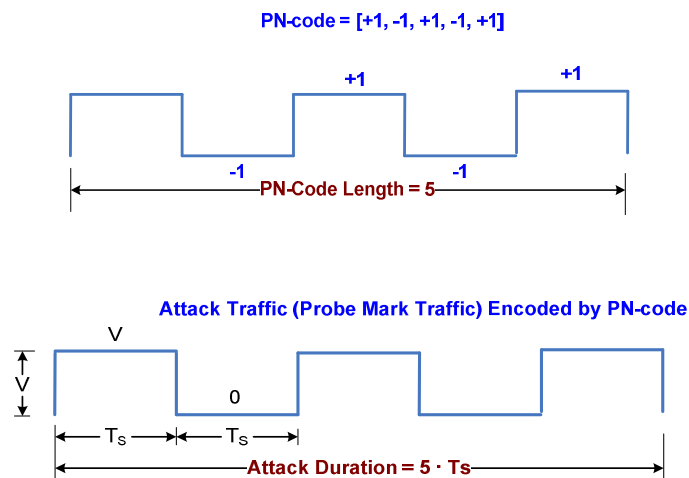 PN-code = [+1, -1, +1, -1, +1]
+1
+1
-1
-1
PN-Code Length = 5
Attack Traffic (Probe Mark Traffic) Encoded by PN-code
V
V
0
Ts
Ts
Attack Duration = 5 · Ts